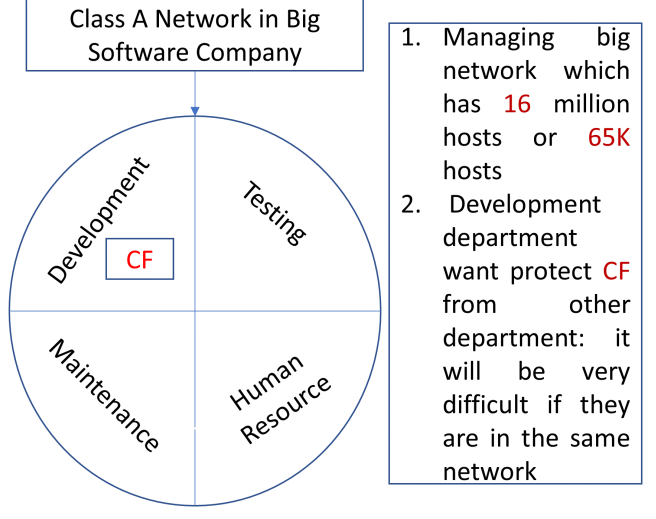 Class A Network in Big
Software Company
Development
Testing
CF
Maintenance
Human
Resource
1. Managing big
network which
has 16 million
hosts or 65K
hosts
2. Development
department
want protect CF
from other
department: it
will be very
difficult if they
are in the same
network